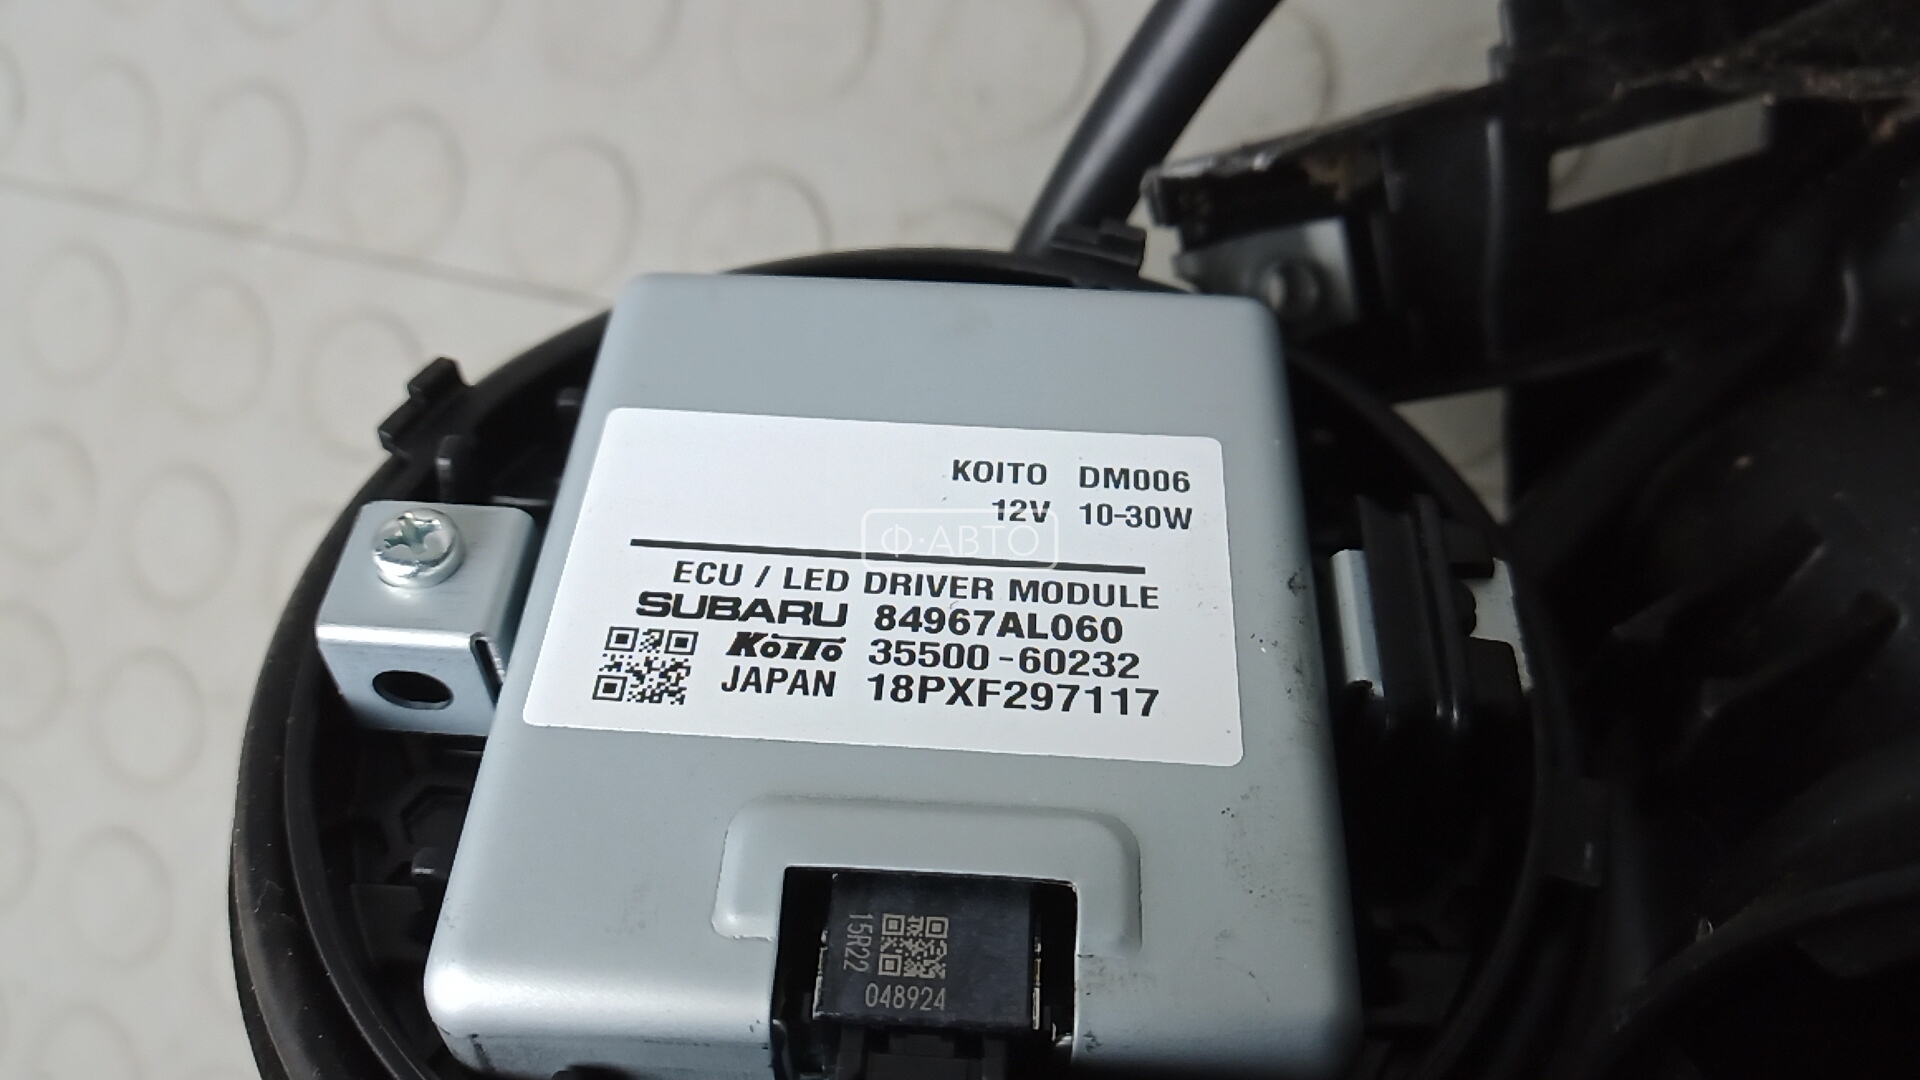 KOITO DM006
12V 10-30W
Ф·АВТО
ECU / LED DRIVER MODULE
SUBARU 84967AL060
KOITO 35500-60232
JAPAN 18PXF297117
15R22
048924